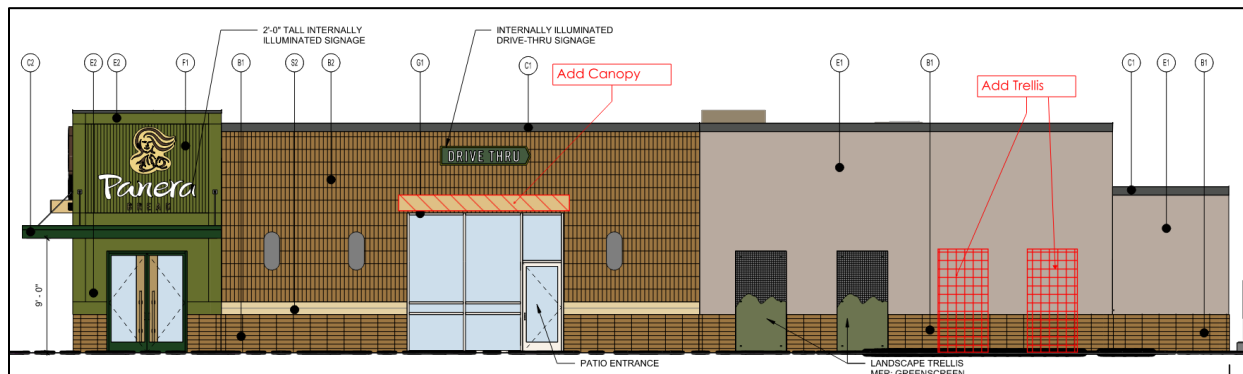 2'-0" TALL INTERNALLY
ILLUMINATED SIGNAGE
INTERNALLY ILLUMINATED
DRIVE-THRU SIGNAGE
C2
E2
E2
F1
B1
S2
B2
G1
C1
E1
B1
C1
E1
B1
Add Canopy
Add Trellis
DRIVE THRU
Panera
BREAD
9' - 0"
PATIO ENTRANCE
LANDSCAPE TRELLIS
MFR: GREENSCREEN